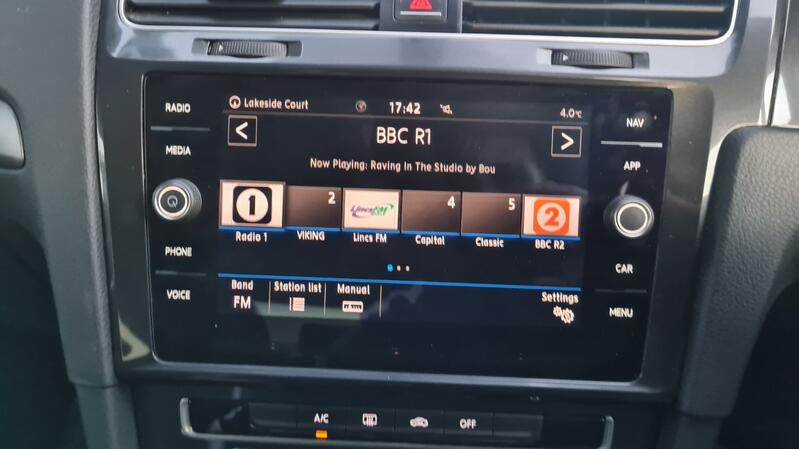 RADIO
MEDIA
PHONE
VOICE
Lakeside Court
17:42
4.0°C
BBC R1
Now Playing: Raving In The Studio by Bou
1
2
LincsFM
4
5
2
Radio 1
VIKING
Lincs FM
Capital
Classic
BBC R2
Band
FM
Station list
Manual
Settings
NAV
APP
CAR
MENU
A/C
OFF